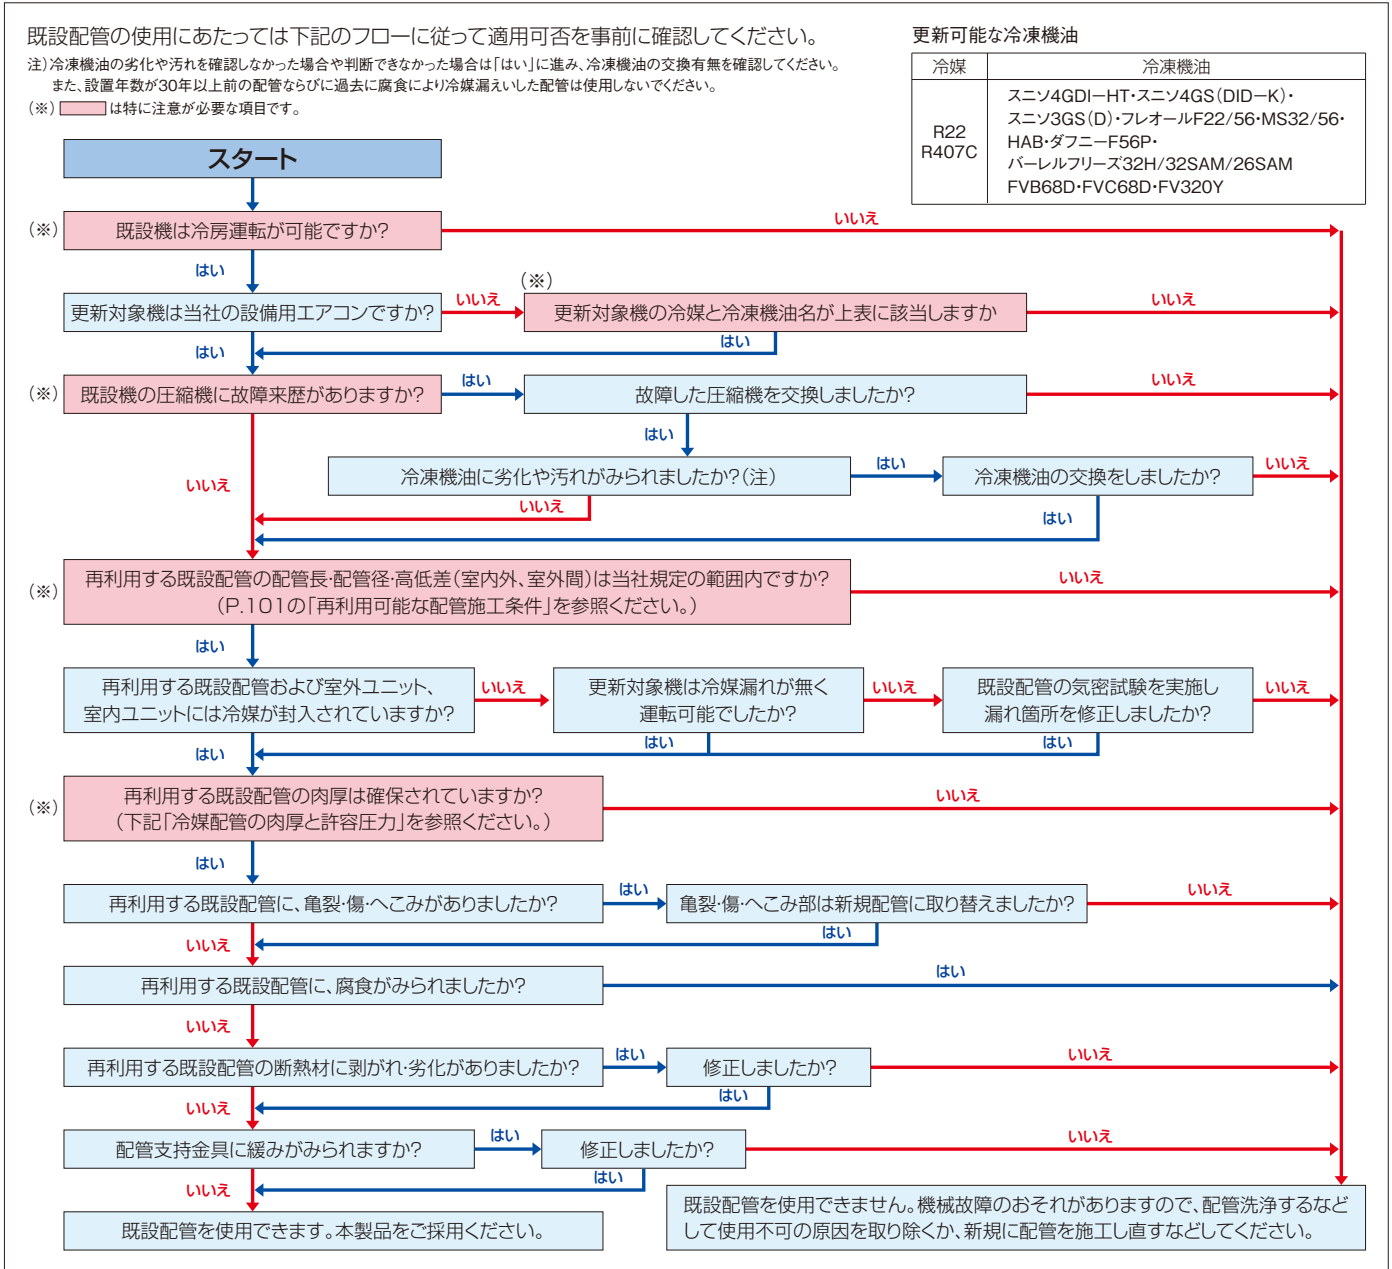 既設配管の使用にあたっては下記のフローに従って適用可否を事前に確認してください。
注）冷凍機油の劣化や汚れを確認しなかった場合や判断できなかった場合は「はい」に進み、冷凍機油の交換有無を確認してください。
また、設置年数が30年以上前の配管ならびに過去に腐食により冷媒漏えいした配管は使用しないでください。
（※） は特に注意が必要な項目です。
更新可能な冷凍機油
冷媒 冷凍機油
R22
R407C
スニソ4GDI－HT・スニソ4GS（DID－K）・
スニソ3GS（D）・フレオールF22/56・MS32/56・
HAB・ダフニーF56P・
バーレルフリーズ32H/32SAM/26SAM
FVB68D・FVC68D・FV320Y
スタート
（※） 既設機は冷房運転が可能ですか？ いいえ
はい
（※）
更新対象機は当社の設備用エアコンですか？ いいえ 更新対象機の冷媒と冷凍機油名が上表に該当しますか いいえ
はい はい
（※） 既設機の圧縮機に故障来歴がありますか？ はい 故障した圧縮機を交換しましたか？ いいえ
はい
いいえ 冷凍機油に劣化や汚れがみられましたか？（注） はい 冷凍機油の交換をしましたか？ いいえ
いいえ はい
（※） 再利用する既設配管の配管長・配管径・高低差（室内外、室外間）は当社規定の範囲内ですか？ いいえ
（P.101の「再利用可能な配管施工条件」を参照ください。）
はい
再利用する既設配管および室外ユニット、
室内ユニットには冷媒が封入されていますか？
いいえ
更新対象機は冷媒漏れが無く
運転可能でしたか？
いいえ
既設配管の気密試験を実施し
漏れ箇所を修正しましたか？
いいえ
はい はい はい
（※） 再利用する既設配管の肉厚は確保されていますか？ いいえ
（下記「冷媒配管の肉厚と許容圧力」を参照ください。）
はい
再利用する既設配管に、亀裂・傷・へこみがありましたか？ はい 亀裂・傷・へこみ部は新規配管に取り替えましたか？ いいえ
いいえ はい
再利用する既設配管に、腐食がみられましたか？ はい
いいえ
再利用する既設配管の断熱材に剥がれ・劣化がありましたか？ はい 修正しましたか？ いいえ
いいえ はい
配管支持金具に緩みがみられますか？ はい 修正しましたか？ いいえ
いいえ はい
既設配管を使用できます。本製品をご採用ください。
既設配管を使用できません。機械故障のおそれがありますので、配管洗浄するなど
して使用不可の原因を取り除くか、新規に配管を施工し直すなどしてください。